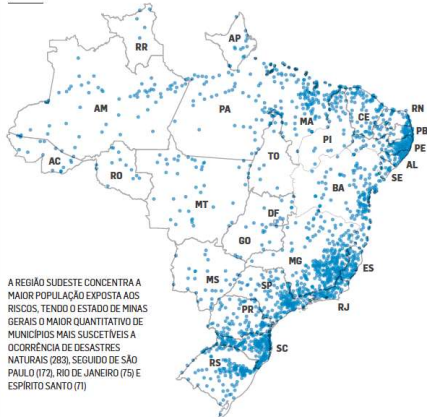 RR
AP
AM
PA
MA
CE
RN
PB
PE
AL
SE
PI
AC
RO
TO
BA
MT
DF
GO
MG
ES
MS
SP
RJ
PR
SC
RS
A REGIÃO SUDESTE CONCENTRA A
MAIOR POPULAÇÃO EXPOSTA AOS
RISCOS, TENDO O ESTADO DE MINAS
GERAIS O MAIOR QUANTITATIVO DE
MUNICÍPIOS MAIS SUSCETÍVEIS A
OCORRÊNCIA DE DESASTRES
NATURAIS (283), SEGUIDO DE SÃO
PAULO (172), RIO DE JANEIRO (75) E
ESPÍRITO SANTO (71)